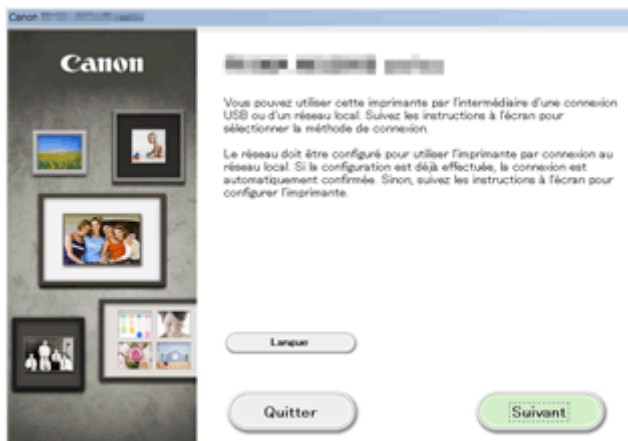 Canon
Canon
Vous pouvez utiliser cette imprimante par l'intermédiaire d'une connexion
USB ou d'un réseau local. Suivez les instructions à l'écran pour
sélectionner la méthode de connexion.
Le réseau doit être configuré pour utiliser l'imprimante par connexion au
réseau local. Si la configuration est déjà effectuée, la connexion est
automatiquement confirmée. Sinon, suivez les instructions à l'écran pour
configurer l'imprimante.
Langue
Quitter
Suivant